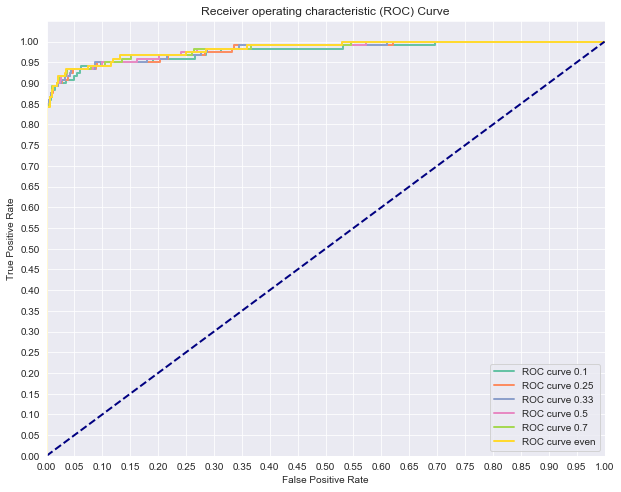 Receiver operating characteristic (ROC) Curve
True Positive Rate
1.00
0.95
0.90
0.85
0.80
0.75
0.70
0.65
0.60
0.55
0.50
0.45
0.40
0.35
0.30
0.25
0.20
0.15
0.10
0.05
0.00
ROC curve 0.1
ROC curve 0.25
ROC curve 0.33
ROC curve 0.5
ROC curve 0.7
ROC curve even
0.00 0.05 0.10 0.15 0.20 0.25 0.30 0.35 0.40 0.45 0.50 0.55 0.60 0.65 0.70 0.75 0.80 0.85 0.90 0.95 1.00
False Positive Rate